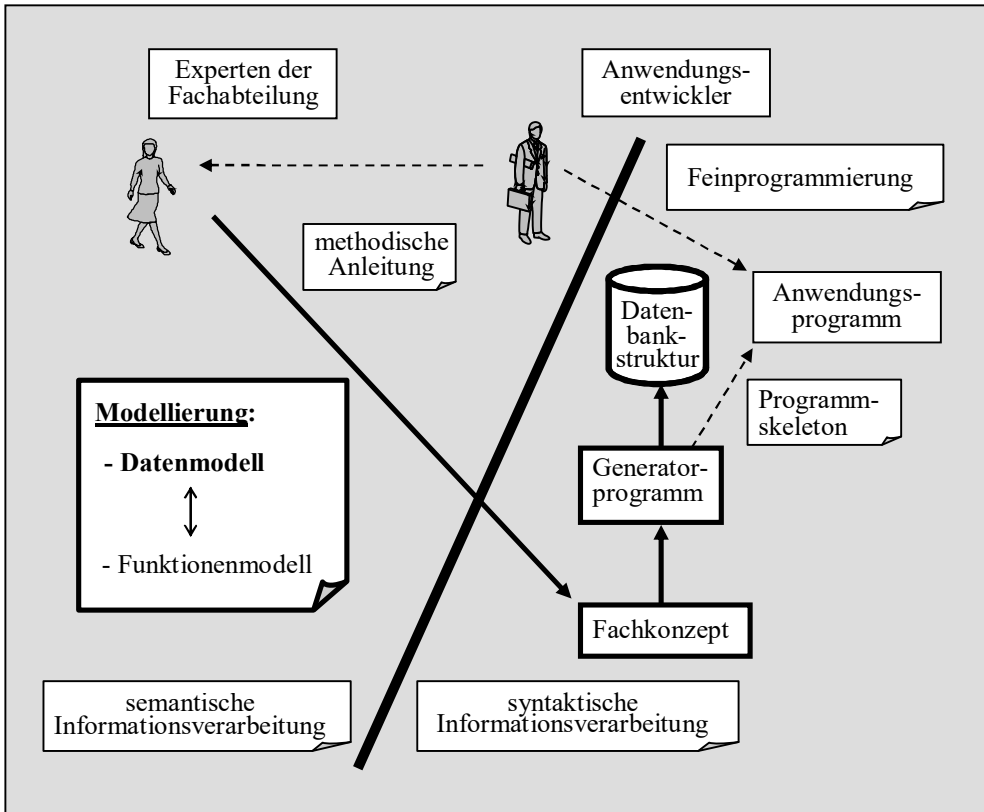 Experten der
Fachabteilung
Anwendungs-
entwickler
Feinprogrammierung
methodische
Anleitung
Daten-
bank-
struktur
Anwendungs-
programm
Modellierung:
- Datenmodell
- Funktionenmodell
Programm-
skeleton
Generator-
programm
Fachkonzept
semantische
Informationsverarbeitung
syntaktische
Informationsverarbeitung